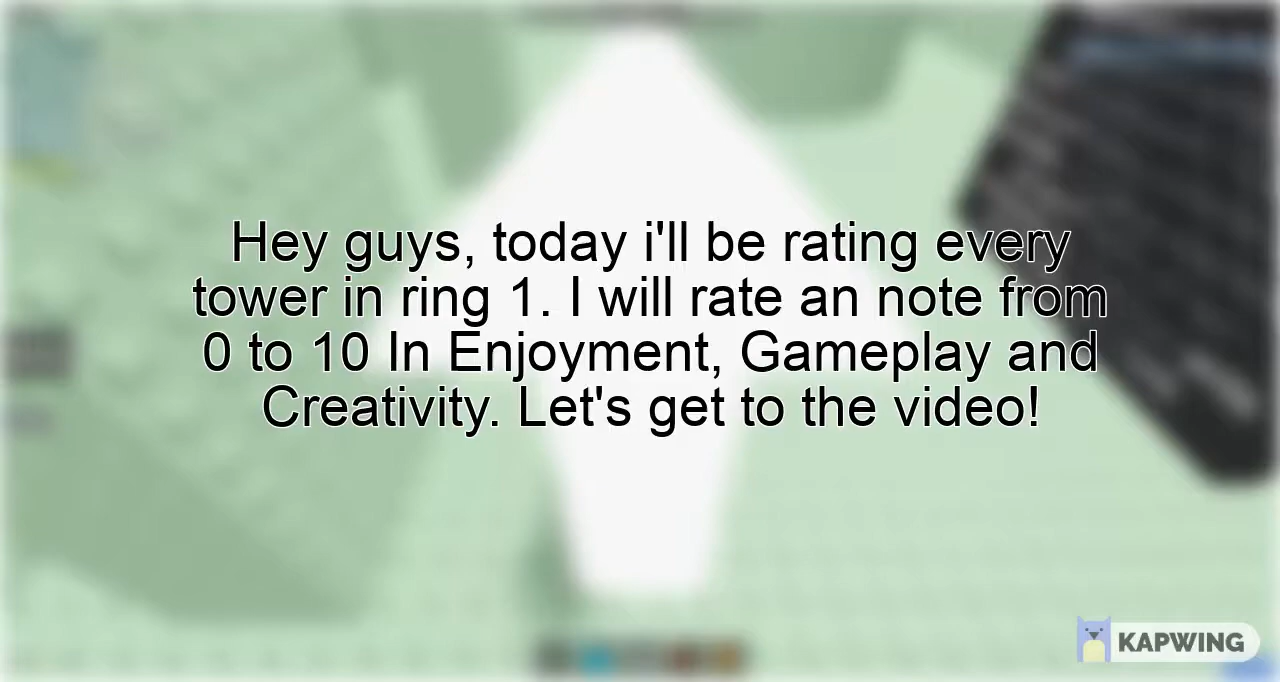 Hey guys, today i'll be rating every
tower in ring 1. I will rate an note from
0 to 10 In Enjoyment, Gameplay and
Creativity. Let's get to the video!
KAPWING